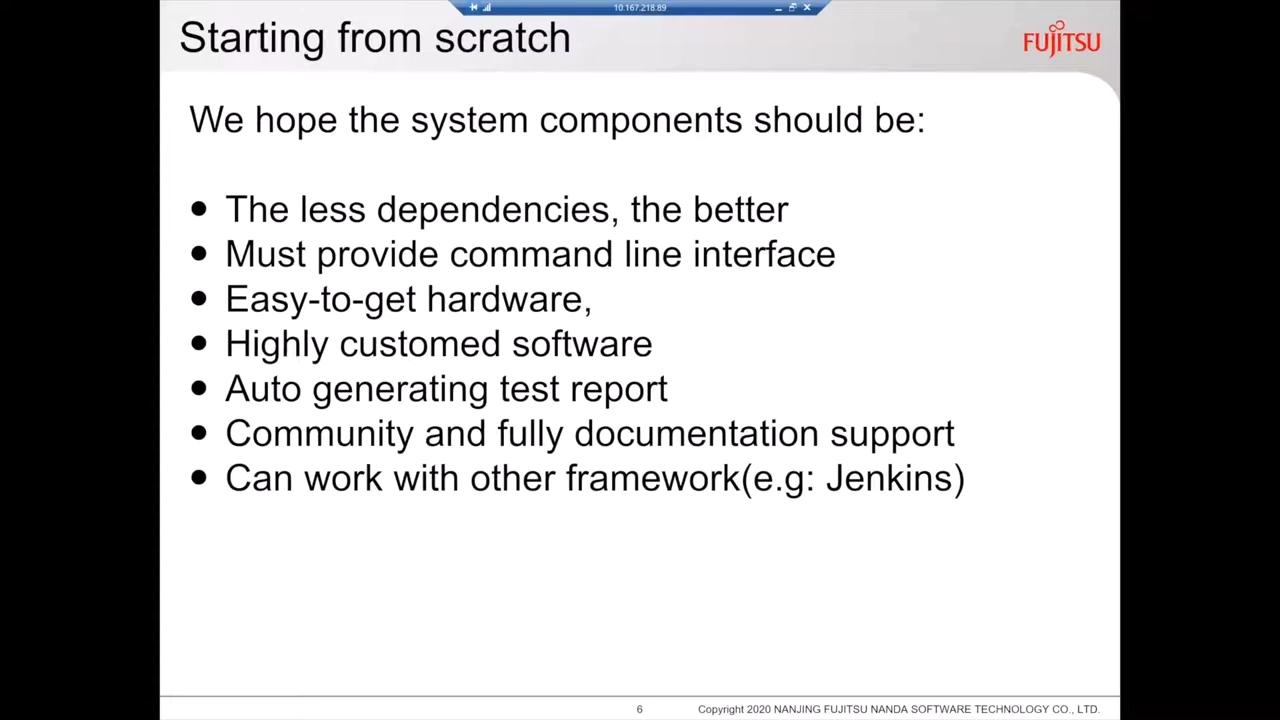 10.167.218.89
Starting from scratch
FUJITSU
We hope the system components should be:
● The less dependencies, the better
● Must provide command line interface
● Easy-to-get hardware,
● Highly customed software
● Auto generating test report
● Community and fully documentation support
● Can work with other framework(e.g: Jenkins)
6
Copyright 2020 NANJING FUJITSU NANDA SOFTWARE TECHNOLOGY CO., LTD.